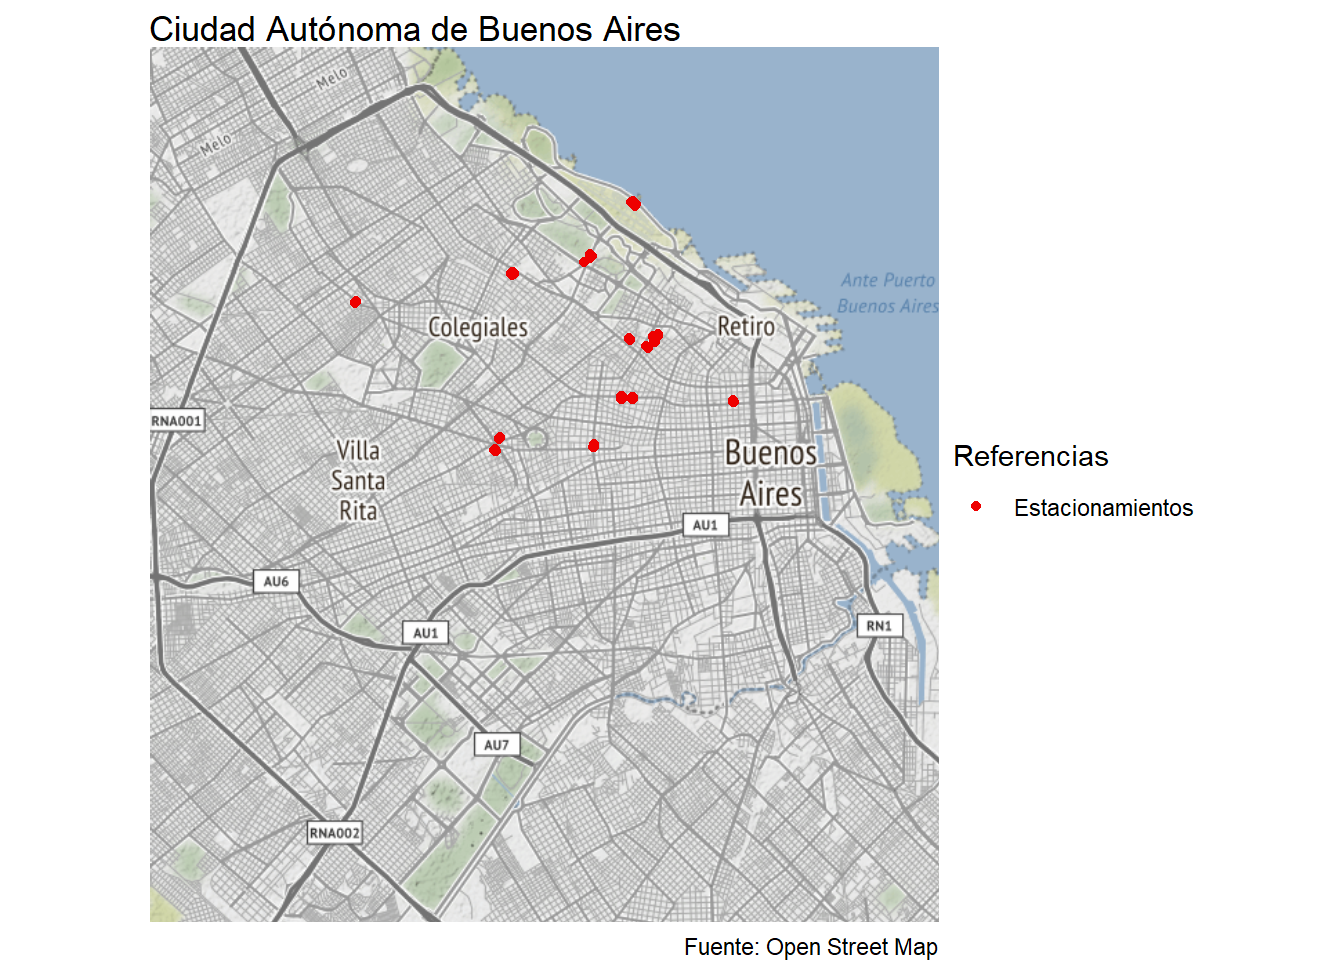 Ciudad Autónoma de Buenos Aires
Melo
Melo
Ante Puerto
Buenos Aires
Colegiales
Retiro
RNA001
Villa
Santa
Rita
Buenos
Aires
AU1
AU6
AU1
RN1
AU7
RNA002
Referencias
Estacionamientos
Fuente: Open Street Map